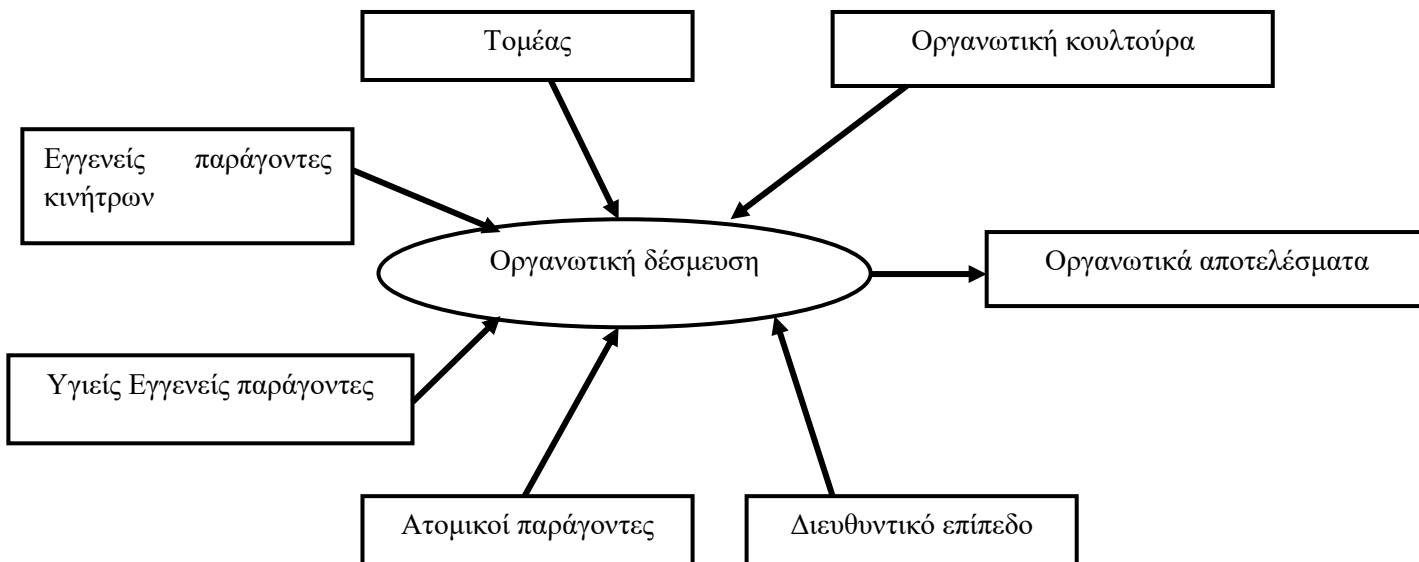 Τομέας
Οργανωτική κουλτούρα
Εγγενείς παράγοντες
κινήτρων
Οργανωτική δέσμευση
Οργανωτικά αποτελέσματα
Υγιείς Εγγενείς παράγοντες
Ατομικοί παράγοντες
Διευθυντικό επίπεδο